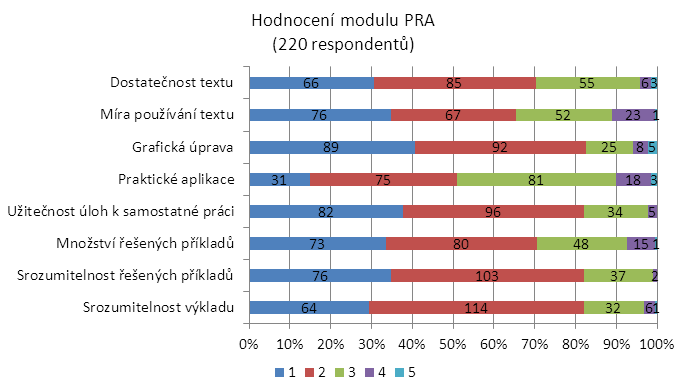 Hodnocení modulu PRA
(220 respondentů)
Dostatečnost textu 66 85 55 6 3
Míra používání textu 76 67 52 23 1
Grafická úprava 89 92 25 8 5
Praktické aplikace 31 75 81 18 3
Užitečnost úloh k samostatné práci 82 96 34 5
Množství řešených příkladů 73 80 48 15 1
Srozumitelnost řešených příkladů 76 103 37 2
Srozumitelnost výkladu 64 114 32 6 1
0% 10% 20% 30% 40% 50% 60% 70% 80% 90% 100%
1 2 3 4 5